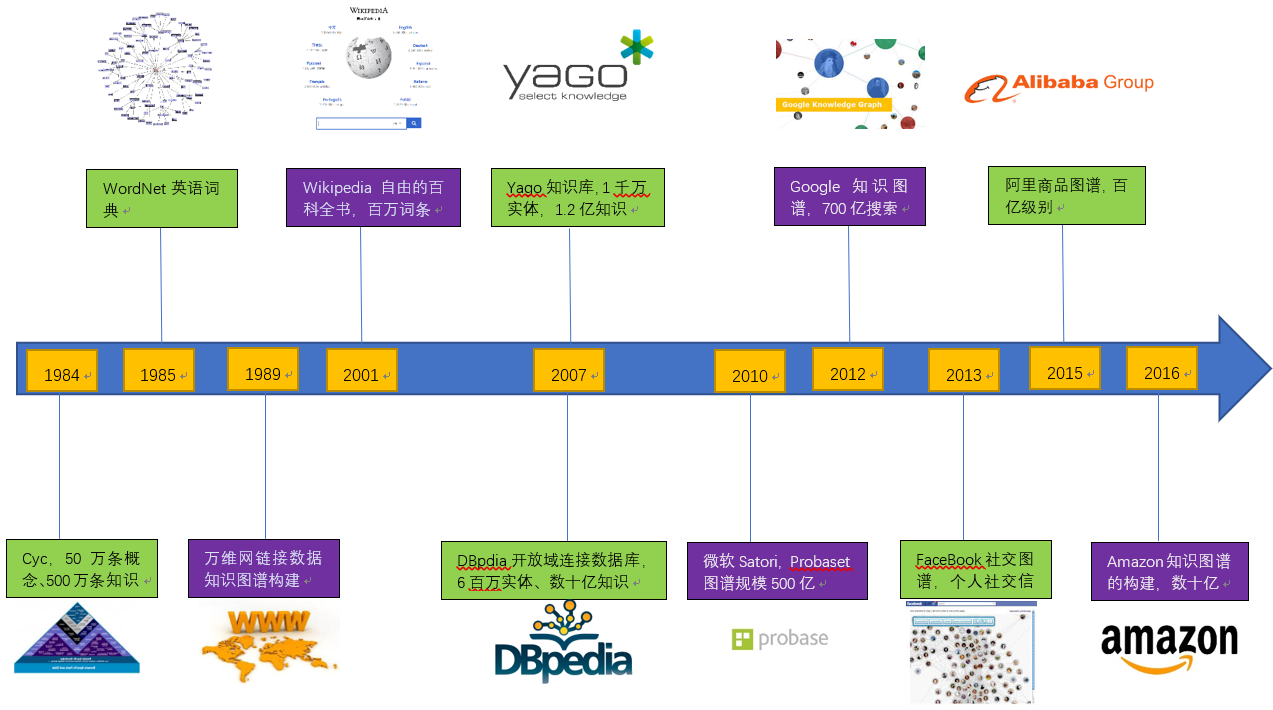 WIKIPEDIA
YAGO
select knowledge
Google Knowledge Graph
Alibaba Group
WordNet 英语词
典
Wikipedia 自由的百
科全书，百万词条
Yago 知识库, 1 千万
实体，1.2 亿知识
Google 知识图
谱，700 亿搜索
阿里商品图谱, 百
亿级别
1984
1985
1989
2001
2007
2010
2012
2013
2015
2016
Cyc，50 万条概
念、500 万条知识
万维网链接数据
知识图谱构建
DBpdia 开放域连接数据库，
6 百万实体、数十亿知识
微软 Satori，Probaset
图谱规模 500 亿
FaceBook 社交图
谱，个人社交信
Amazon 知识图谱
的构建，数十亿
WWW
DBpedia
probase
facebook
amazon